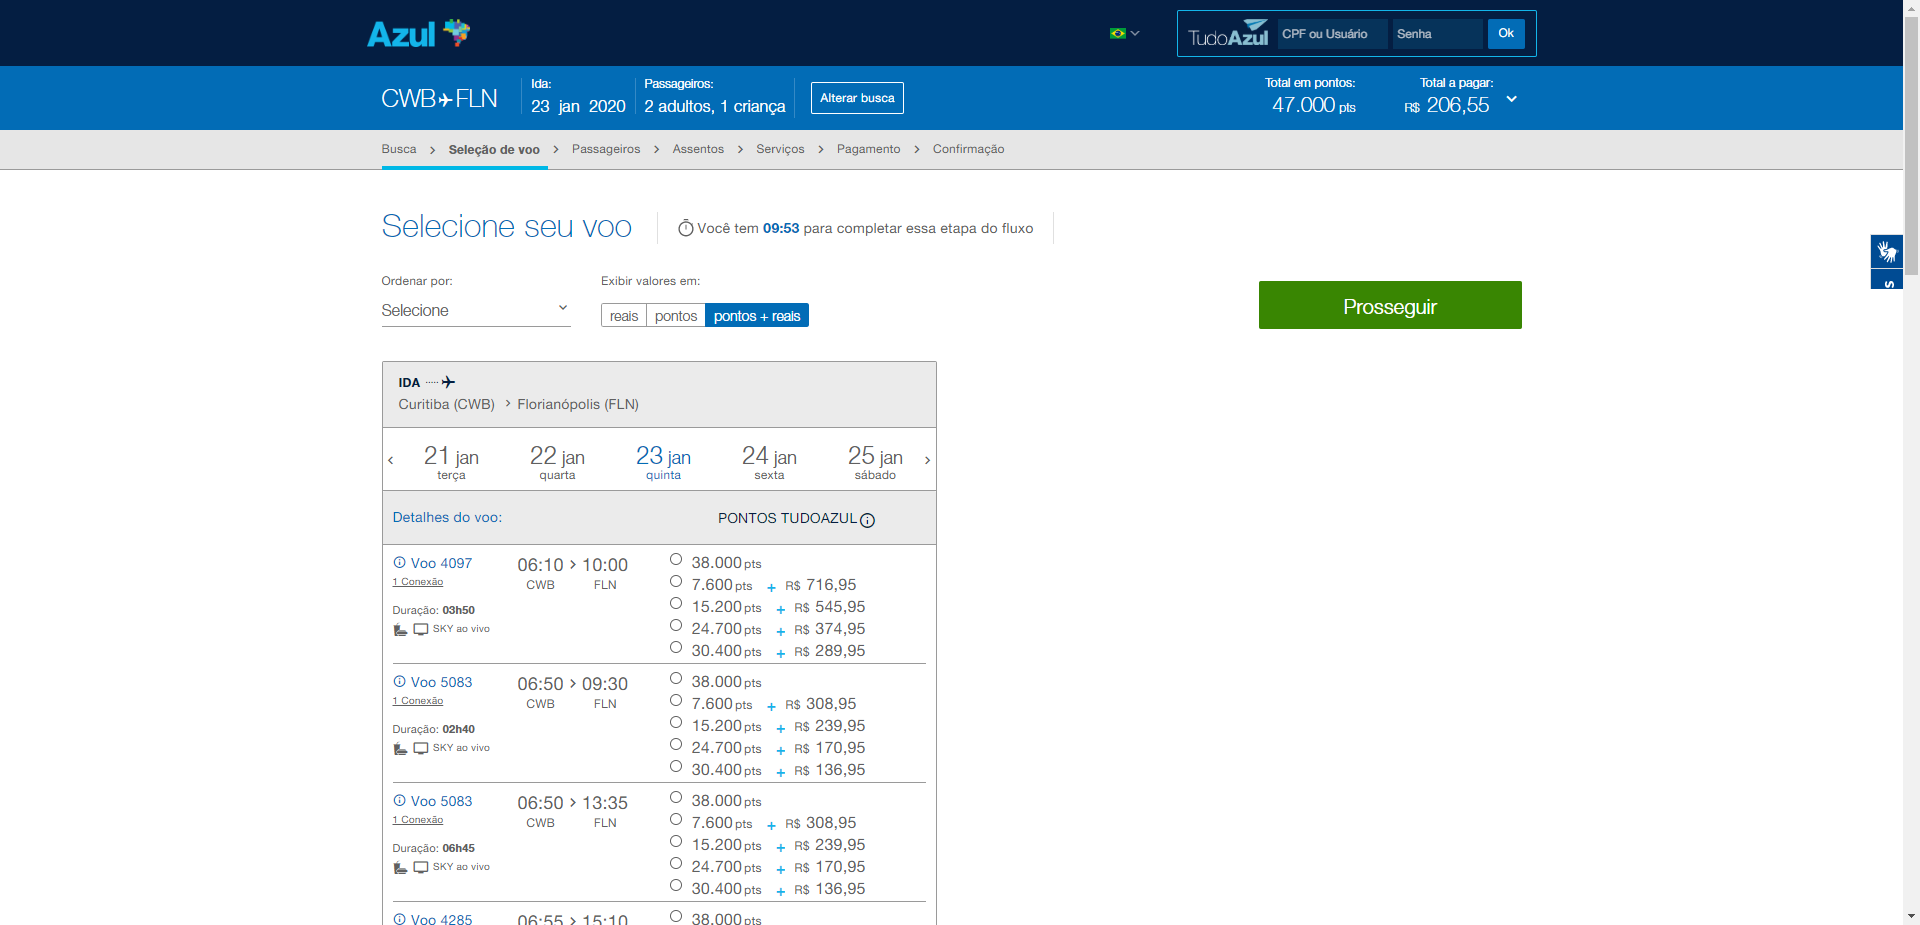 Azul
TudoAzul CPF ou Usuário Senha Ok
CWB FLN
Ida:
23 jan 2020
Passageiros:
2 adultos, 1 criança
Alterar busca
Total em pontos:
47.000 pts
Total a pagar:
R$ 206,55
Busca > Seleção de voo > Passageiros > Assentos > Serviços > Pagamento > Confirmação
Selecione seu voo
Você tem 09:53 para completar essa etapa do fluxo
Ordenar por:
Selecione
Exibir valores em:
reais pontos pontos + reais
Prosseguir
S
IDA
Curitiba (CWB) > Florianópolis (FLN)
21 jan
terça
22 jan
quarta
23 jan
quinta
24 jan
sexta
25 jan
sábado
Detalhes do voo:
PONTOS TUDOAZUL
Voo 4097
1 Conexão
Duração: 03h50
SKY ao vivo
06:10 > 10:00
CWB FLN
38.000 pts
7.600 pts + R$ 716,95
15.200 pts + R$ 545,95
24.700 pts + R$ 374,95
30.400 pts + R$ 289,95
Voo 5083
1 Conexão
Duração: 02h40
SKY ao vivo
06:50 > 09:30
CWB FLN
38.000 pts
7.600 pts + R$ 308,95
15.200 pts + R$ 239,95
24.700 pts + R$ 170,95
30.400 pts + R$ 136,95
Voo 5083
1 Conexão
Duração: 06h45
SKY ao vivo
06:50 > 13:35
CWB FLN
38.000 pts
7.600 pts + R$ 308,95
15.200 pts + R$ 239,95
24.700 pts + R$ 170,95
30.400 pts + R$ 136,95
Voo 4285
06:55 > 15:10
38.000 pts